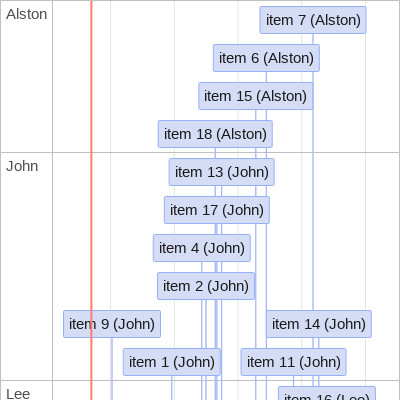 Alston
item 7 (Alston)
item 6 (Alston)
item 15 (Alston)
item 18 (Alston)
John
item 13 (John)
item 17 (John)
item 4 (John)
item 2 (John)
item 9 (John)
item 14 (John)
item 1 (John)
item 11 (John)
Lee
item 16 (Lee)